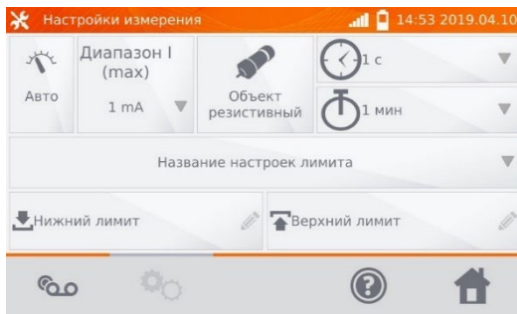 Настройки измерения
14:53 2019.04.10
Диапазон I
(max)
1 mA
Авто
Объект
резистивный
1 с
1 мин
Название настроек лимита
Нижний лимит
Верхний лимит